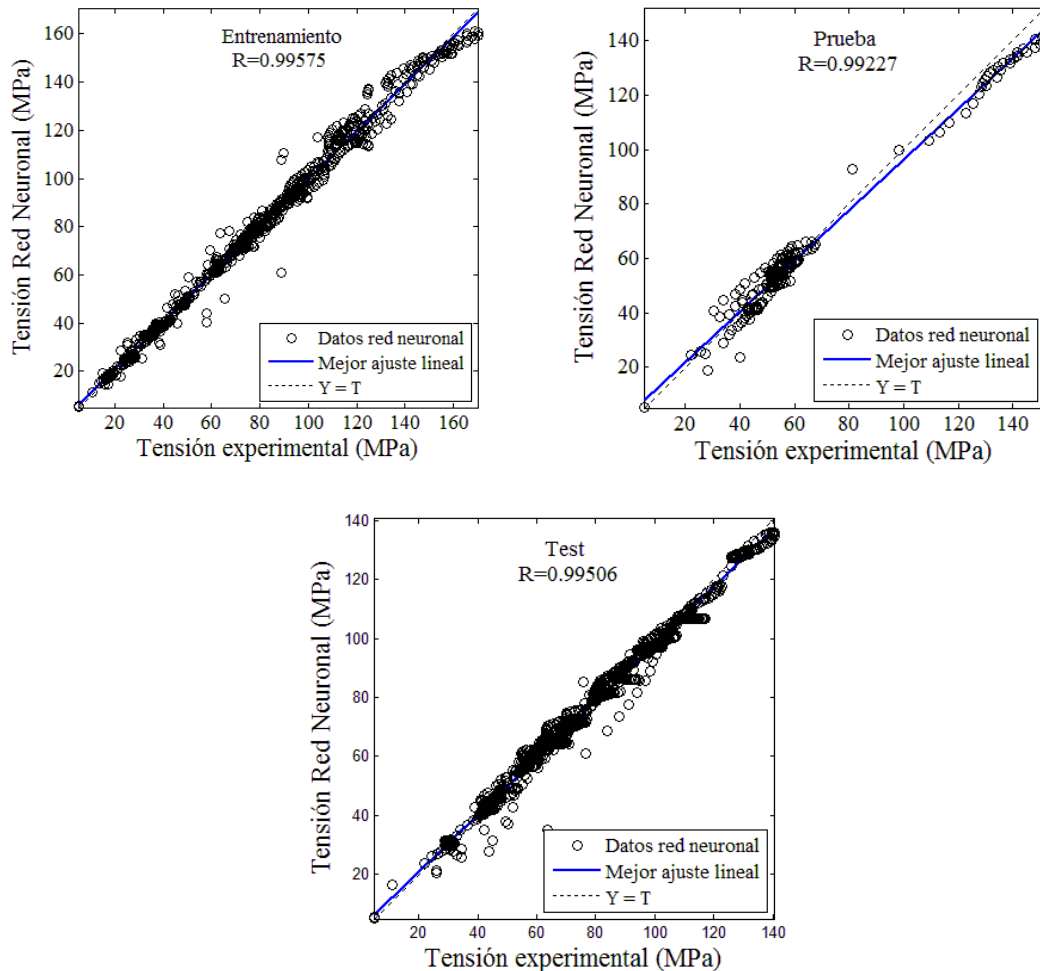 Entrenamiento
R=0.99575
Tensión Red Neuronal (MPa)
160
140
120
100
80
60
40
20
Datos red neuronal
Mejor ajuste lineal
Y = T
20 40 60 80 100 120 140 160
Tensión experimental (MPa)
Prueba
R=0.99227
Tensión Red Neuronal (MPa)
140
120
100
80
60
40
20
Datos red neuronal
Mejor ajuste lineal
Y = T
20 40 60 80 100 120 140
Tensión experimental (MPa)
Test
R=0.99506
Tensión Red Neuronal (MPa)
140
120
100
80
60
40
20
Datos red neuronal
Mejor ajuste lineal
Y = T
20 40 60 80 100 120 140
Tensión experimental (MPa)